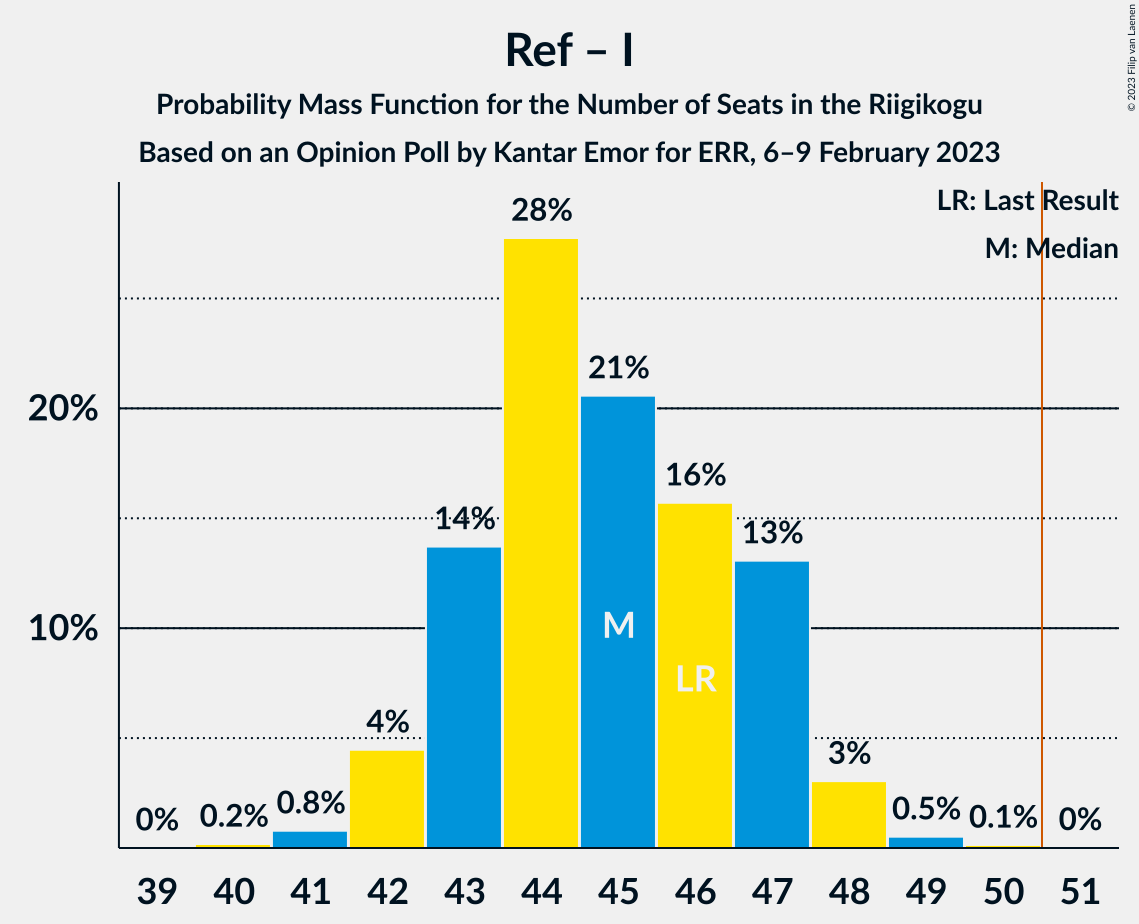 Ref – I
Probability Mass Function for the Number of Seats in the Riigikogu
Based on an Opinion Poll by Kantar Emor for ERR, 6–9 February 2023
© 2023 Filip van Laenen
LR: Last Result
M: Median
28%
21%
20%
16%
14%
13%
M
10%
LR
4%
3%
0%
0.2%
0.8%
0.5%
0.1%
0%
39 40 41 42 43 44 45 46 47 48 49 50 51